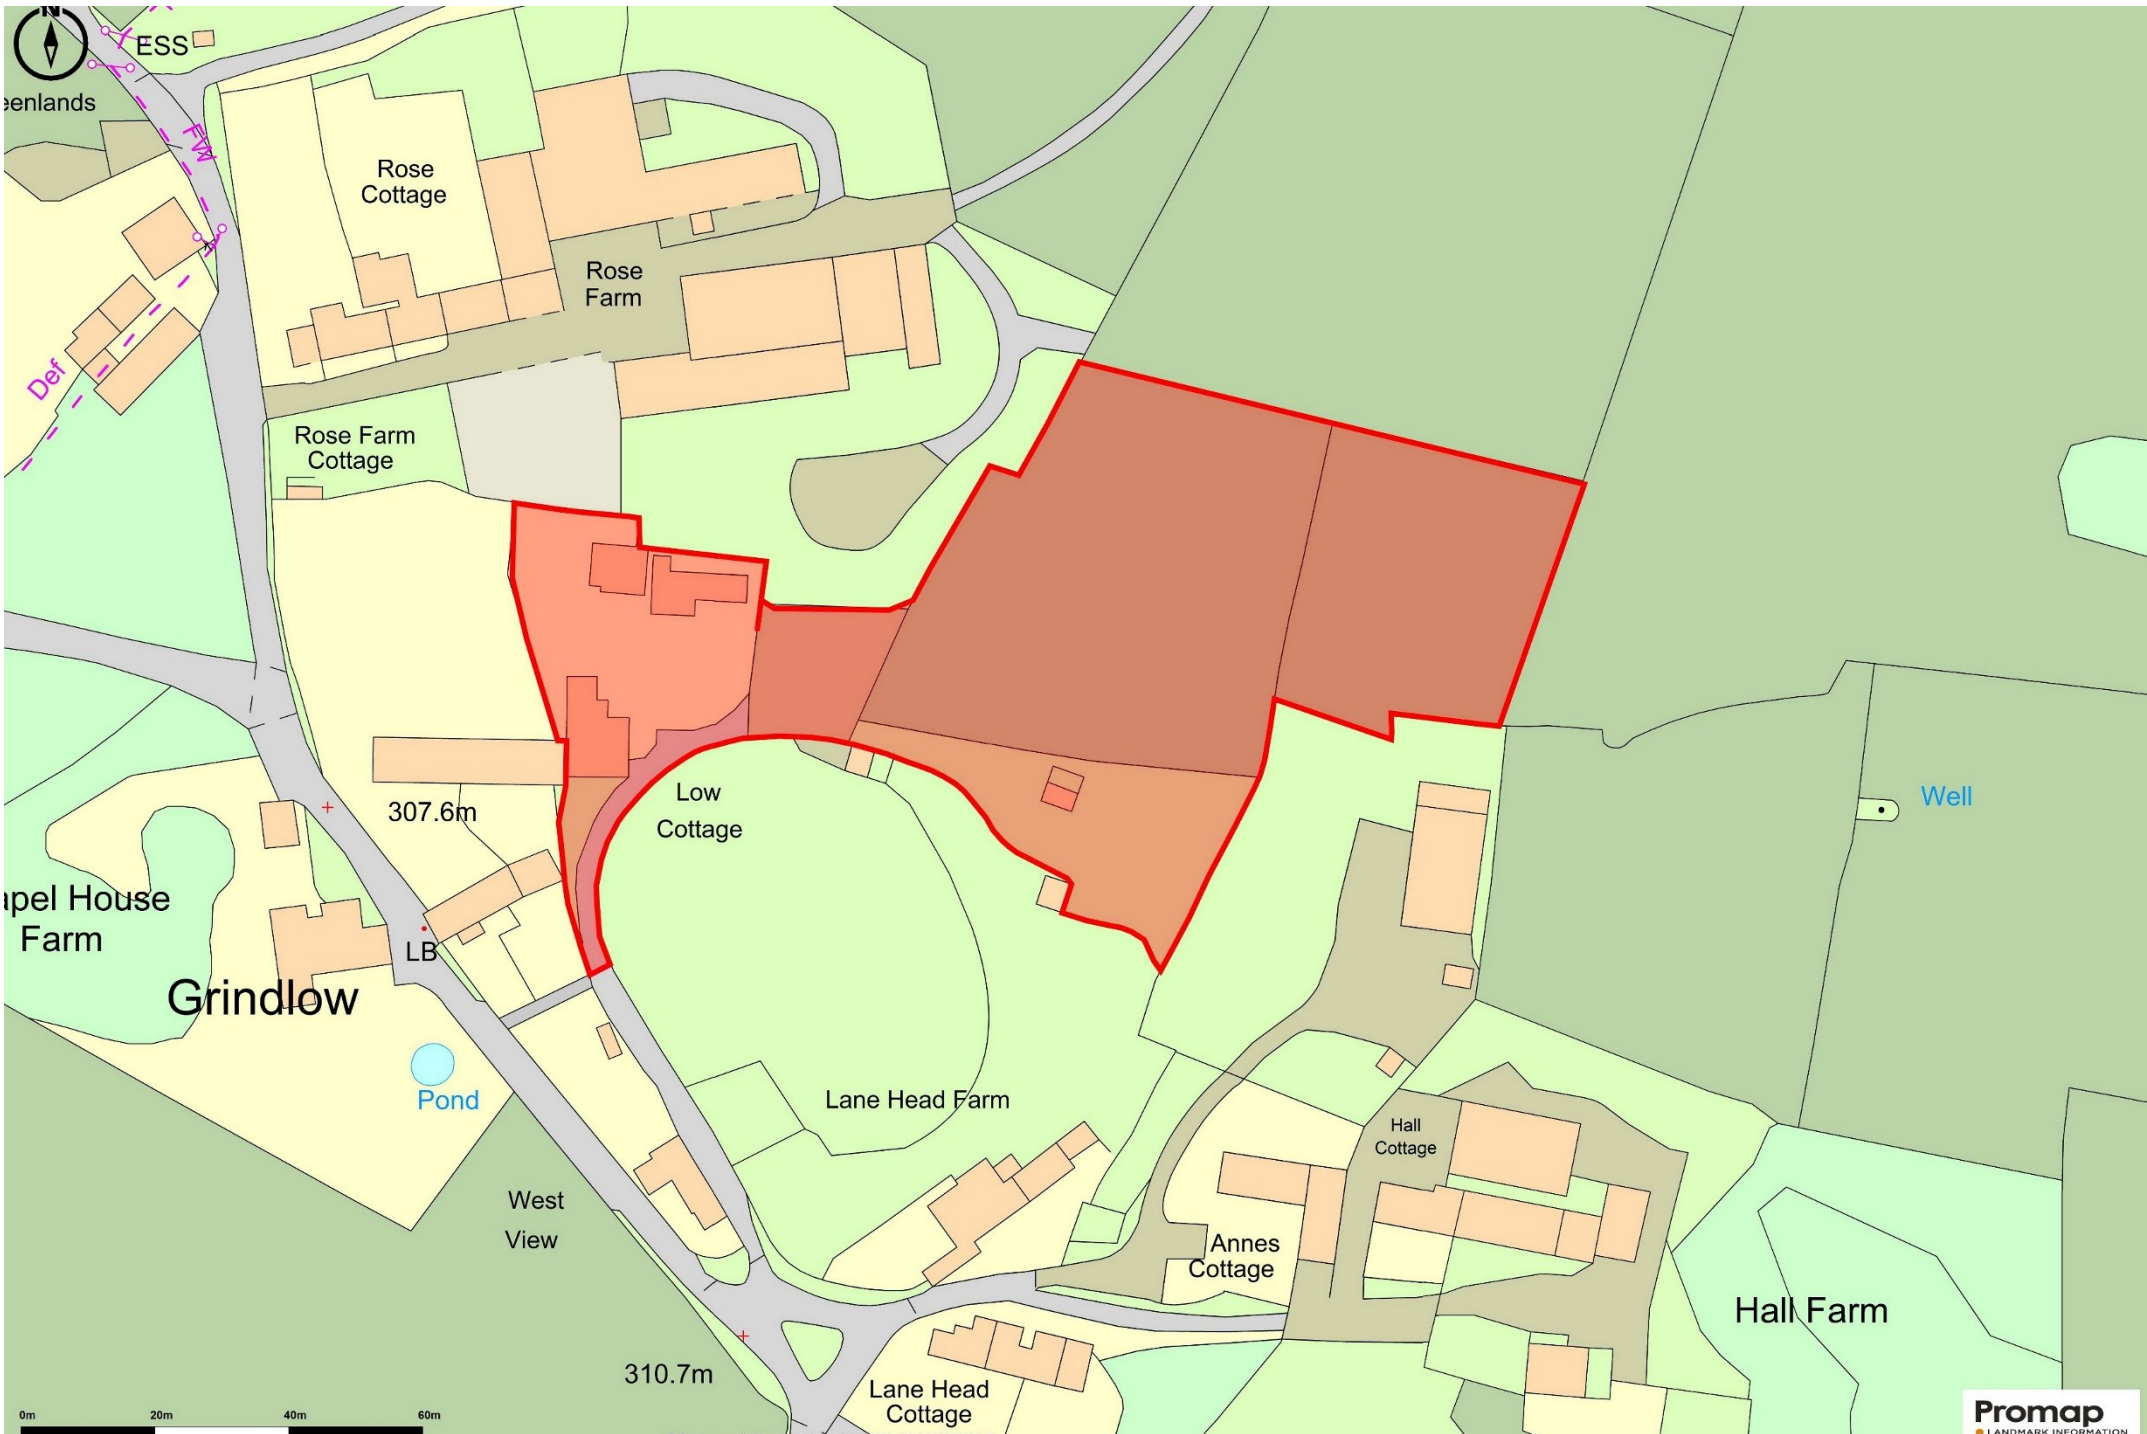 N
ESS
eenlands
FW
Rose
Cottage
Rose
Farm
Def
Rose Farm
Cottage
Low
Cottage
307.6m
Well
apel House
Farm
LB
Grindlow
Pond
Lane Head Farm
Hall
Cottage
West
View
Annes
Cottage
Hall Farm
310.7m
Lane Head
Cottage
0m 20m 40m 60m
Promap
LANDMARK INFORMATION